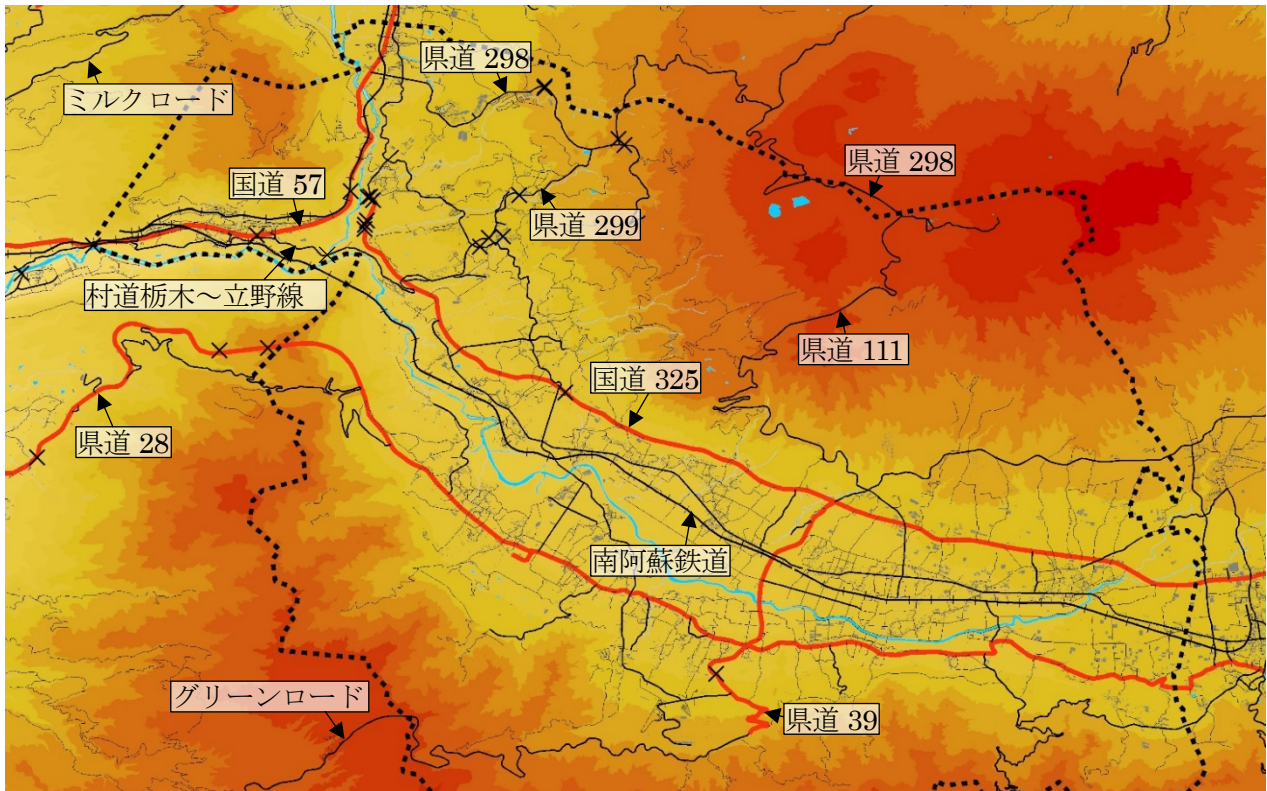 県道 298
ミルクロード
県道 298
国道 57
県道 299
村道栃木～立野線
県道 111
国道 325
県道 28
南阿蘇鉄道
グリーンロード
県道 39